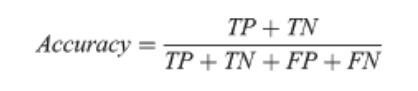 Accuracy = TP + TN / TP + TN + FP + FN